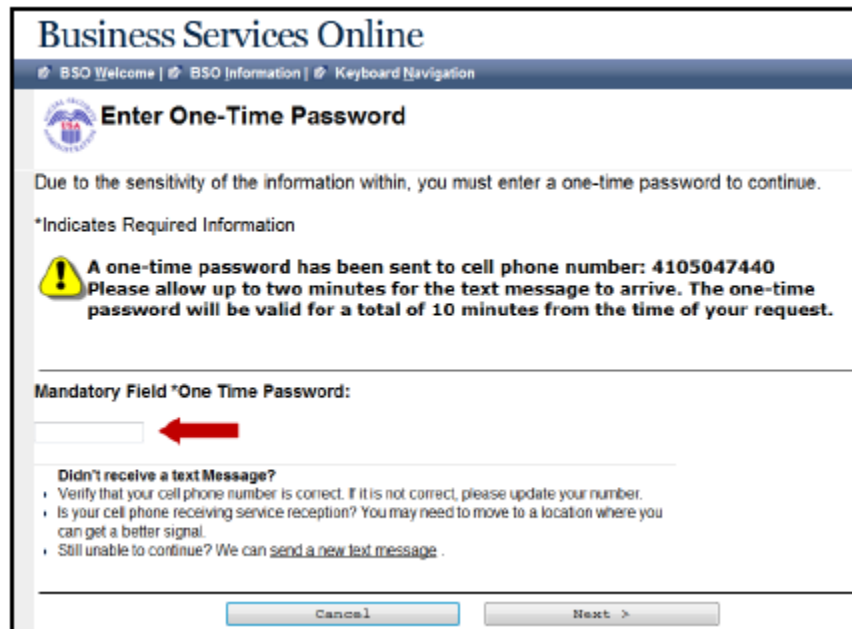 Business Services Online
BSO Welcome | BSO Information | Keyboard Navigation
SOCIAL SECURITY
USA
ADMINISTRATION
Enter One-Time Password
Due to the sensitivity of the information within, you must enter a one-time password to continue.
*Indicates Required Information
A one-time password has been sent to cell phone number: 4105047440
Please allow up to two minutes for the text message to arrive. The one-time
password will be valid for a total of 10 minutes from the time of your request.
Mandatory Field *One Time Password:
Didn't receive a text Message?
Verify that your cell phone number is correct. If it is not correct, please update your number.
Is your cell phone receiving service reception? You may need to move to a location where you
can get a better signal.
Still unable to continue? We can send a new text message .
Cancel
Next >